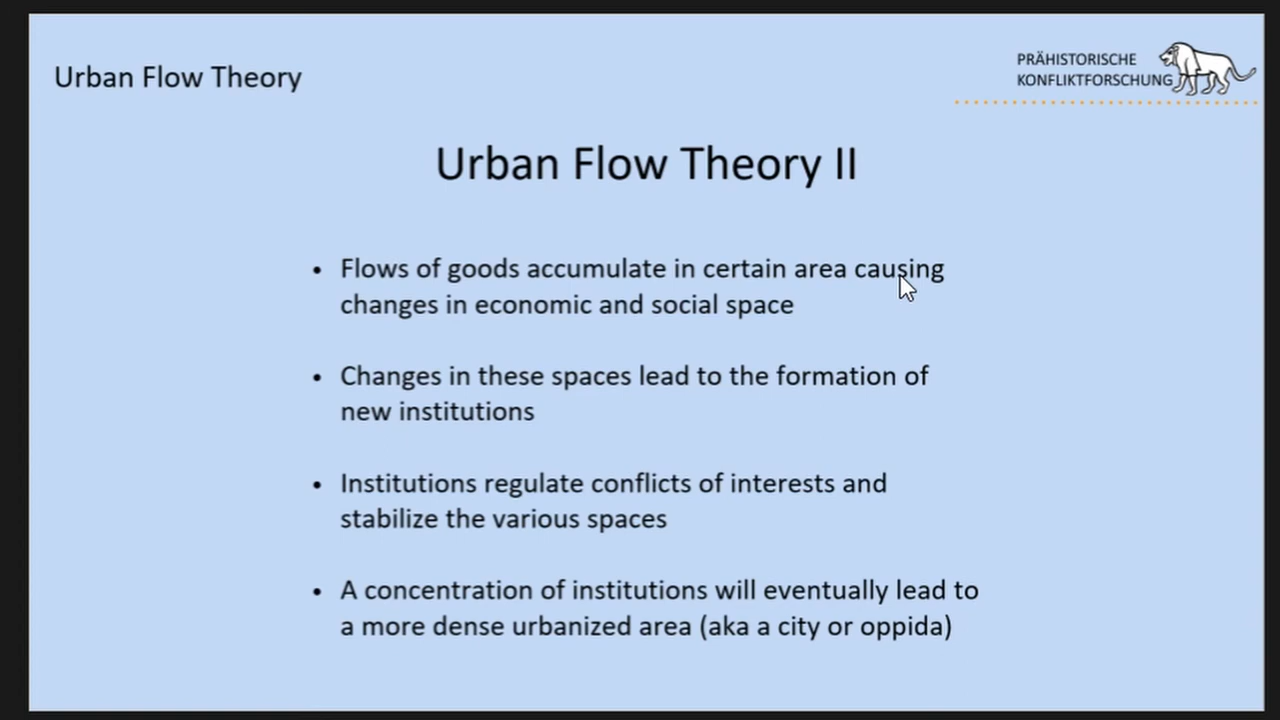 Urban Flow Theory
PRÄHISTORISCHE
KONFLIKTFORSCHUNG
Urban Flow Theory II
• Flows of goods accumulate in certain area causing
changes in economic and social space
• Changes in these spaces lead to the formation of
new institutions
• Institutions regulate conflicts of interests and
stabilize the various spaces
• A concentration of institutions will eventually lead to
a more dense urbanized area (aka a city or oppida)